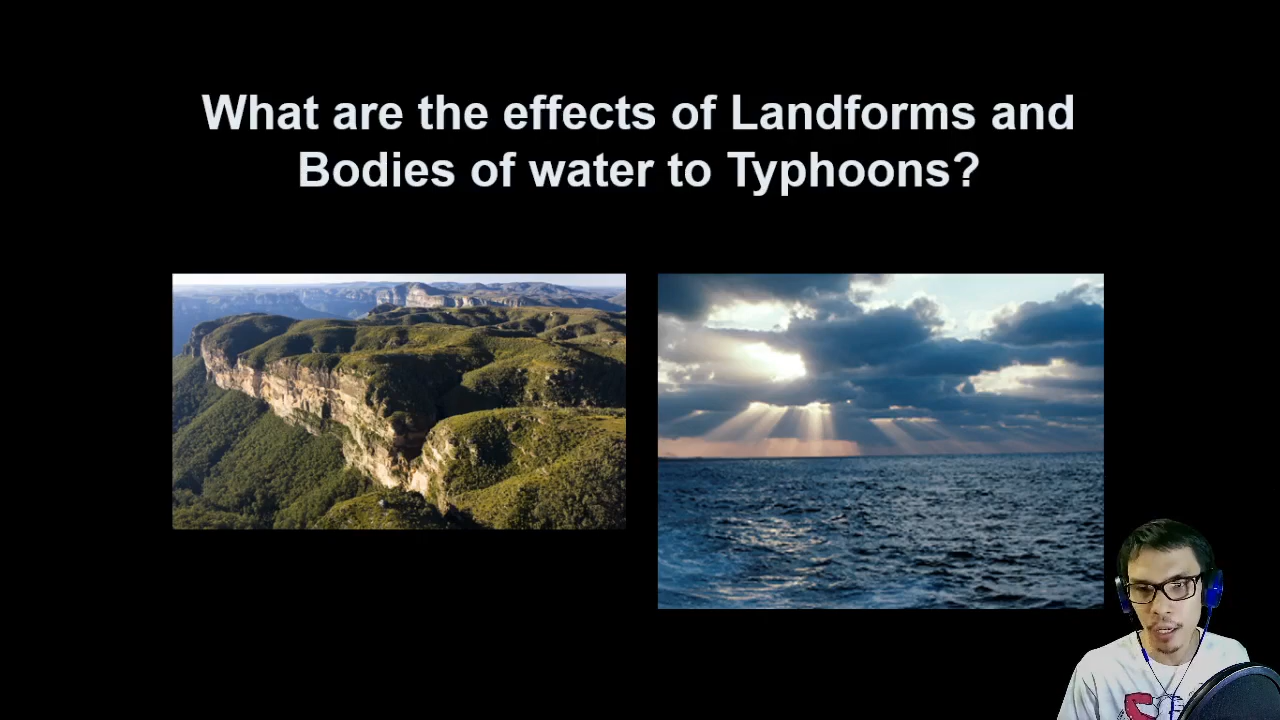 What are the effects of Landforms and
Bodies of water to Typhoons?